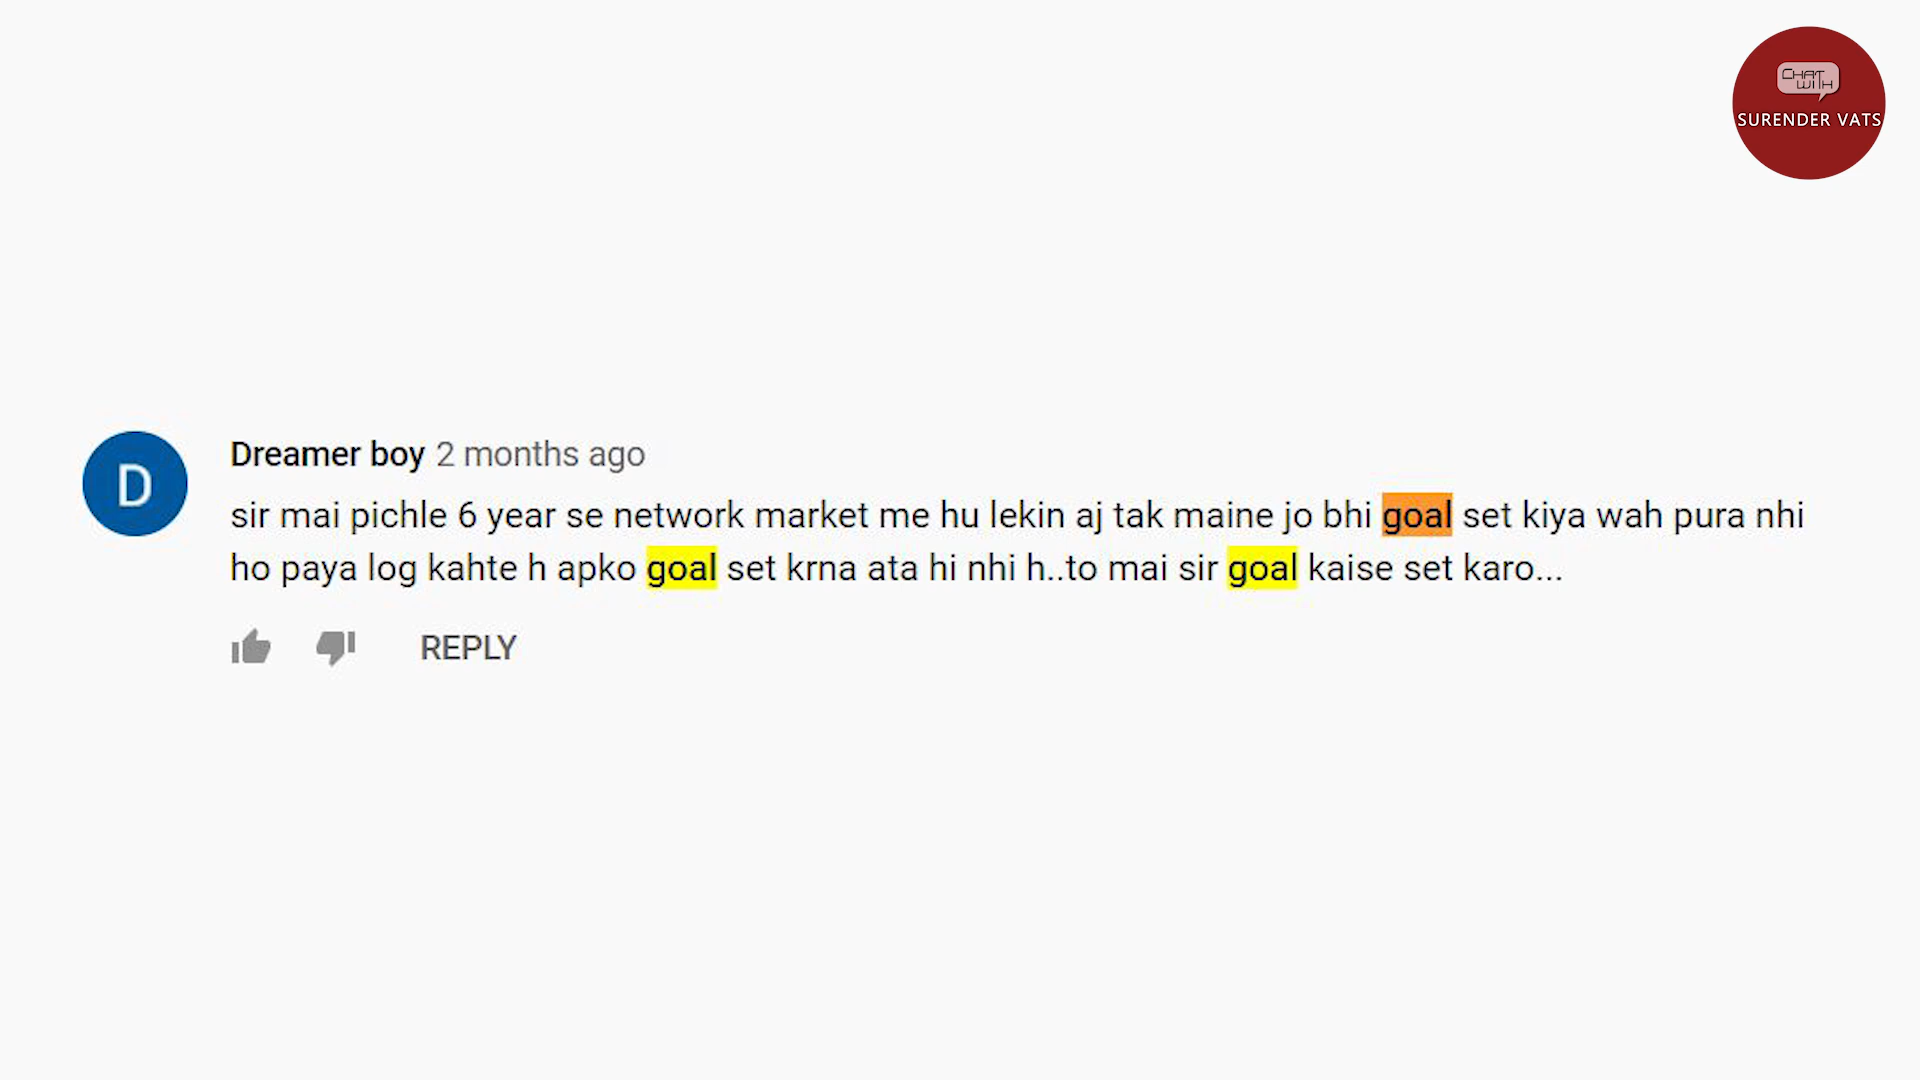 CHAT
WITH
SURENDER VATS
Dreamer boy 2 months ago
sir mai pichle 6 year se network market me hu lekin aj tak maine jo bhi goal set kiya wah pura nhi
ho paya log kahte h apko goal set krna ata hi nhi h..to mai sir goal kaise set karo...
REPLY
D